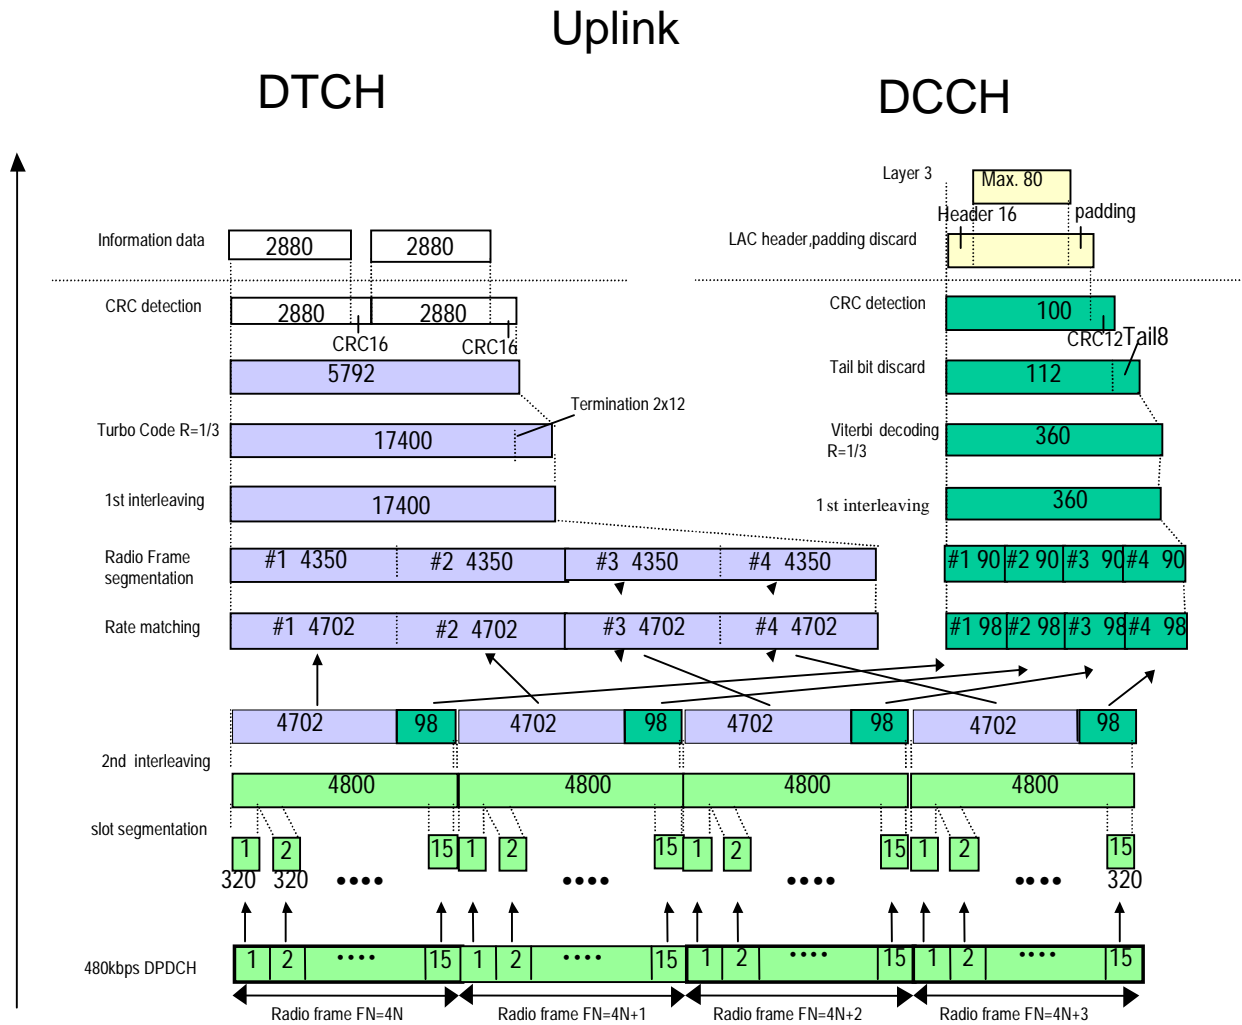 Uplink
DTCH
DCCH
Layer 3
Max. 80
Header 16
padding
Information data
2880
2880
LAC header,padding discard
CRC detection
2880
2880
CRC16
CRC16
CRC detection
100
CRC12
Tail8
5792
Tail bit discard
112
Termination 2x12
Turbo Code R=1/3
17400
Viterbi decoding
R=1/3
360
1st interleaving
17400
1st interleaving
360
Radio Frame
segmentation
#1 4350
#2 4350
#3 4350
#4 4350
#1 90
#2 90
#3 90
#4 90
Rate matching
#1 4702
#2 4702
#3 4702
#4 4702
#1 98
#2 98
#3 98
#4 98
4702
98
4702
98
4702
98
4702
98
2nd interleaving
4800
4800
4800
4800
slot segmentation
1
2
15
1
2
15
1
2
15
1
2
15
320
320
••••
••••
••••
••••
320
480kbps DPDCH
1
2
••••
15
1
2
••••
15
1
2
••••
15
1
2
••••
15
Radio frame FN=4N
Radio frame FN=4N+1
Radio frame FN=4N+2
Radio frame FN=4N+3